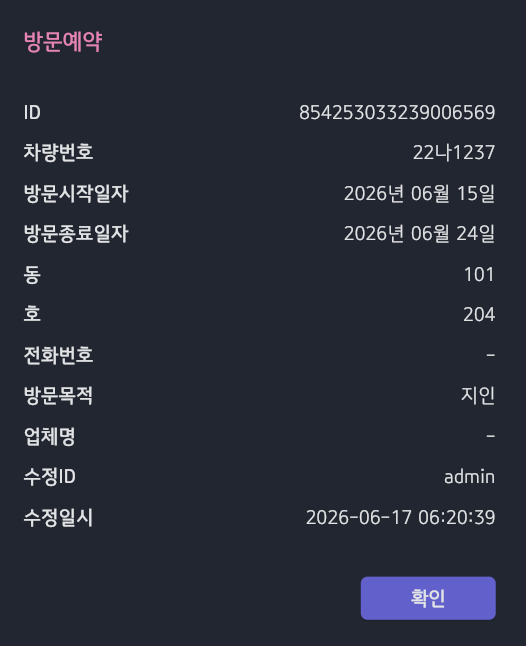 방문예약
ID 854253033239006569
차량번호 22나1237
방문시작일자 2026년 06월 15일
방문종료일자 2026년 06월 24일
동 101
호 204
전화번호 -
방문목적 지인
업체명 -
수정ID admin
수정일시 2026-06-17 06:20:39
확인